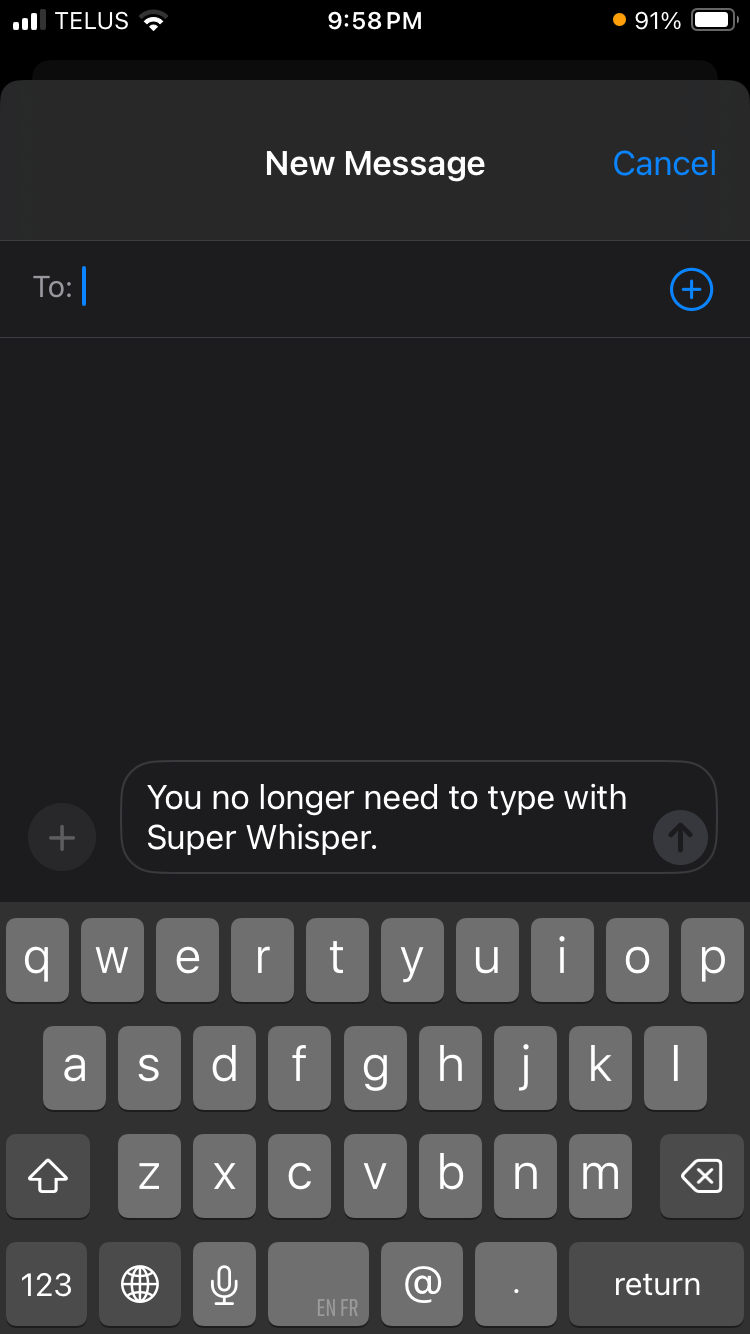 TELUS 9:58 PM 91%
New Message Cancel
To:
You no longer need to type with
Super Whisper.
q w e r t y u i o p
a s d f g h j k l
z x c v b n m
123 EN FR @ . return